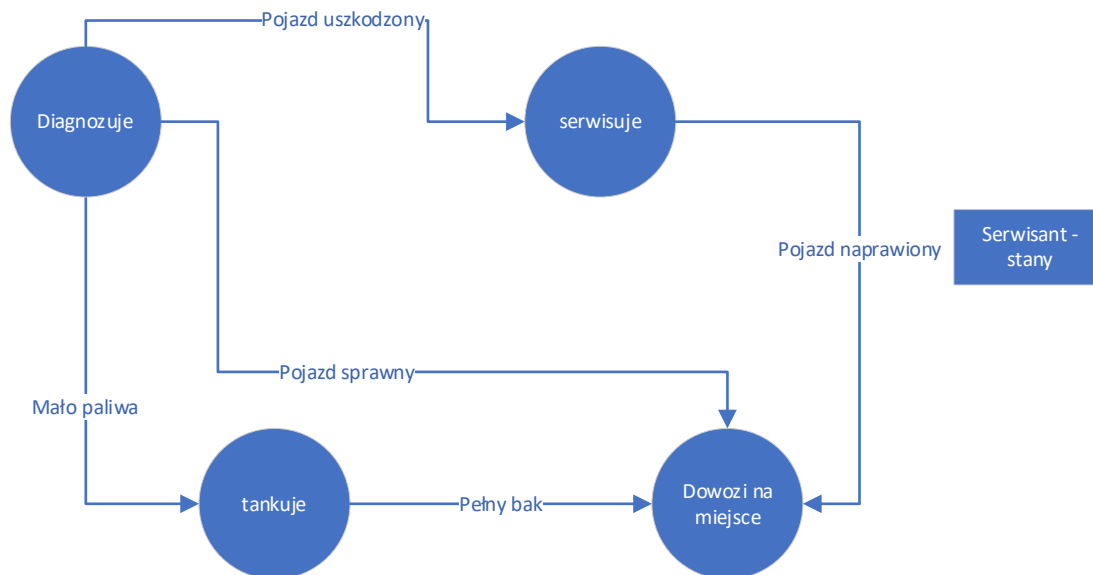 Pojazd uszkodzony
Diagnozuje
serwisuje
Pojazd naprawiony
Serwisant -
stany
Pojazd sprawny
Mało paliwa
tankuje
Pełny bak
Dowozi na
miejsce